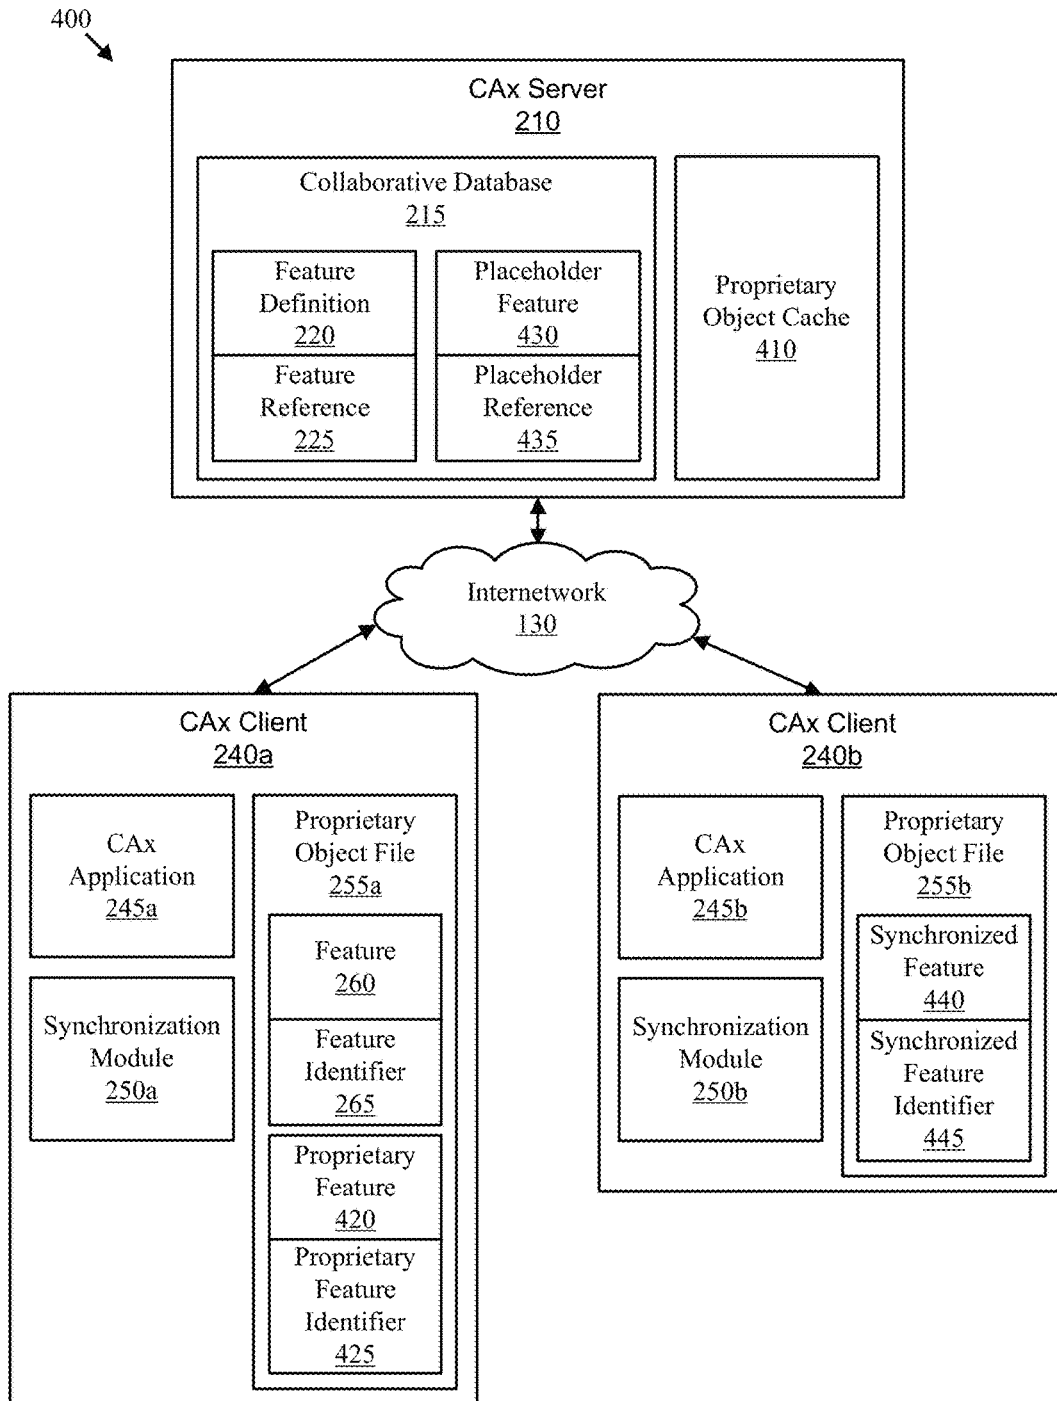 400
CAx Server
210
Collaborative Database
215
Feature
Definition
220
Feature
Reference
225
Placeholder
Feature
430
Placeholder
Reference
435
Proprietary
Object Cache
410
Internetwork
130
CAx Client
240a
CAx
Application
245a
Synchronization
Module
250a
Proprietary
Object File
255a
Feature
260
Feature
Identifier
265
Proprietary
Feature
420
Proprietary
Feature
Identifier
425
CAx Client
240b
CAx
Application
245b
Synchronization
Module
250b
Proprietary
Object File
255b
Synchronized
Feature
440
Synchronized
Feature
Identifier
445